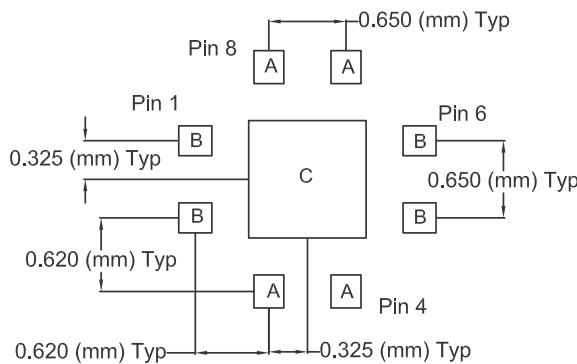 0.650 (mm) Typ
Pin 8
A A
Pin 1
Pin 6
B B
0.325 (mm) Typ
C
0.650 (mm) Typ
B B
0.620 (mm) Typ
A A
Pin 4
0.620 (mm) Typ 0.325 (mm) Typ